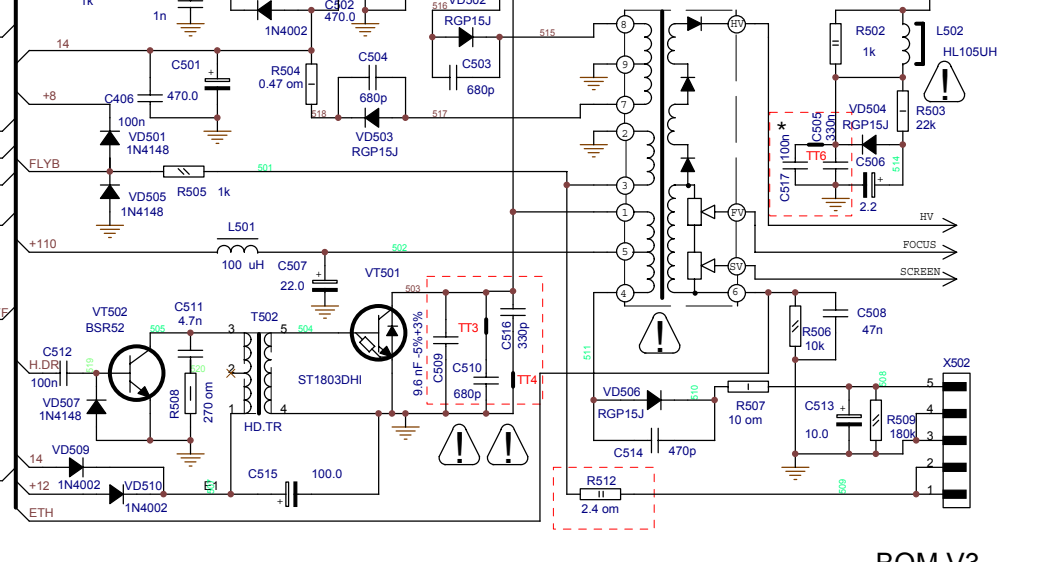 1k
1n
1N4002
C502
470.0
516
VD502
RGP15J
515
C503
680p
14
C501
470.0
R504
0.47 om
C504
680p
518
517
VD503
RGP15J
+8
C406
100n
VD501
1N4148
FLYB
501
R505
1k
VD505
1N4148
8
9
7
2
3
1
5
4
HV
FV
SV
6
R502
1k
L502
HL105UH
VD504
RGP15J
R503
22k
*
100n
C517
C505
330n
TT6
C506
2.2
514
HV
FOCUS
SCREEN
+110
L501
100 uH
502
C507
22.0
VT501
503
VT502
BSR52
505
C511
4.7n
T502
3
5
504
2
1
4
HD.TR
ST1803DHI
9.6 nF -5%+3%
C509
TT3
C510
680p
C516
330p
TT4
H.DR
C512
100n
510
520
R508
270 om
VD507
1N4148
VD509
14
1N4002
+12
VD510
1N4002
E1
C515
100.0
ETH
511
VD506
RGP15J
C514
470p
510
R507
10 om
R506
10k
C508
47n
C513
10.0
508
R509
180k
X502
5
4
3
2
1
R512
2.4 om
509
BOM V3